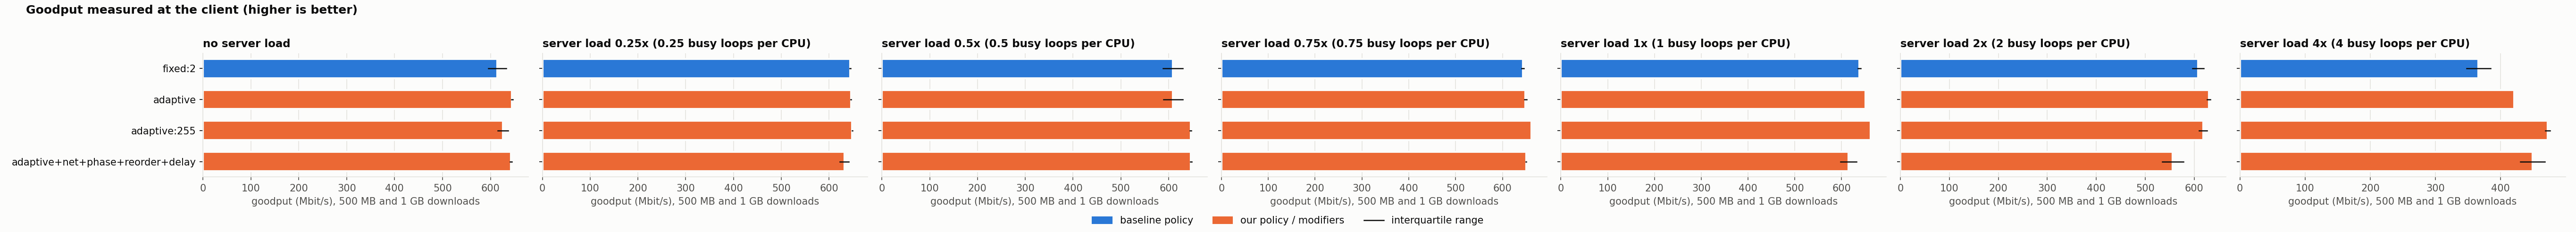 Goodput measured at the client (higher is better)
no server load
server load 0.25x (0.25 busy loops per CPU)
server load 0.5x (0.5 busy loops per CPU)
server load 0.75x (0.75 busy loops per CPU)
server load 1x (1 busy loops per CPU)
server load 2x (2 busy loops per CPU)
server load 4x (4 busy loops per CPU)
fixed:2
adaptive
adaptive:255
adaptive+net+phase+reorder+delay
0 100 200 300 400 500 600
0 100 200 300 400 500 600
0 100 200 300 400 500 600
0 100 200 300 400 500 600
0 100 200 300 400 500 600
0 100 200 300 400 500 600
0 100 200 300 400
goodput (Mbit/s), 500 MB and 1 GB downloads
goodput (Mbit/s), 500 MB and 1 GB downloads
goodput (Mbit/s), 500 MB and 1 GB downloads
goodput (Mbit/s), 500 MB and 1 GB downloads
goodput (Mbit/s), 500 MB and 1 GB downloads
goodput (Mbit/s), 500 MB and 1 GB downloads
goodput (Mbit/s), 500 MB and 1 GB downloads
baseline policy
our policy / modifiers
interquartile range